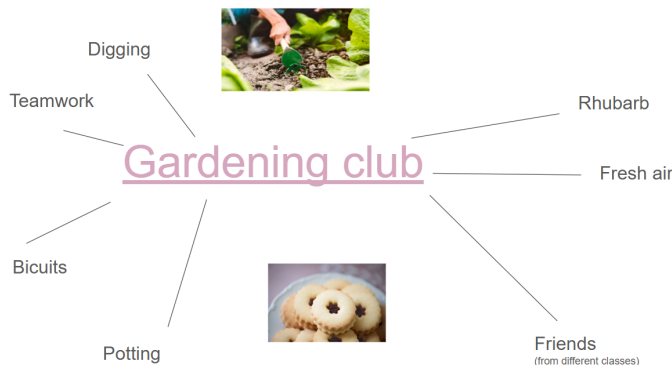 Digging
Teamwork
Rhubarb
Gardening club
Fresh air
Bicuits
Potting
Friends
(from different classes)